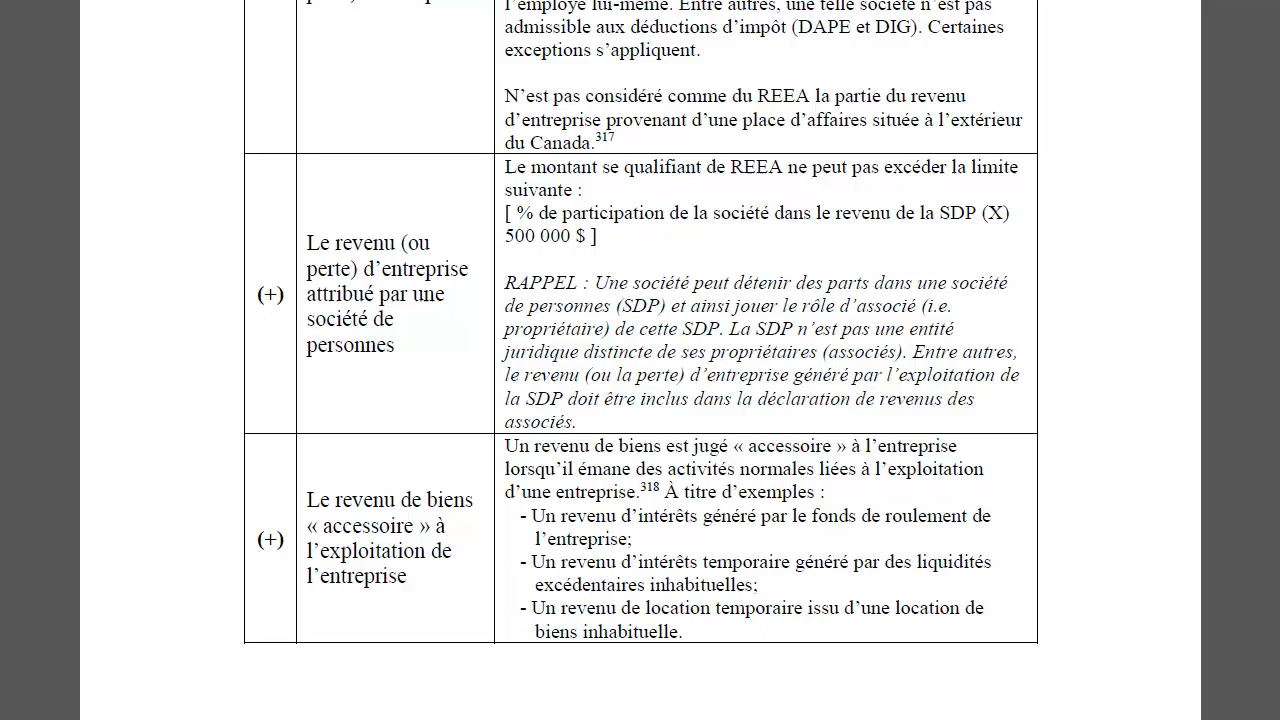 l'employé lui-même. Entre autres, une telle société n'est pas
admissible aux déductions d'impôt (DAPE et DIG). Certaines
exceptions s'appliquent.
N'est pas considéré comme du REEA la partie du revenu
d'entreprise provenant d'une place d'affaires située à l'extérieur
du Canada.317
(+)
Le revenu (ou
perte) d'entreprise
attribué par une
société de
personnes
Le montant se qualifiant de REEA ne peut pas excéder la limite
suivante :
[ % de participation de la société dans le revenu de la SDP (X)
500 000 $ ]
RAPPEL : Une société peut détenir des parts dans une société
de personnes (SDP) et ainsi jouer le rôle d'associé (i.e.
propriétaire) de cette SDP. La SDP n'est pas une entité
juridique distincte de ses propriétaires (associés). Entre autres,
le revenu (ou la perte) d'entreprise généré par l'exploitation de
la SDP doit être inclus dans la déclaration de revenus des
associés.
(+)
Le revenu de biens
« accessoire » à
l'exploitation de
l'entreprise
Un revenu de biens est jugé « accessoire » à l'entreprise
lorsqu'il émane des activités normales liées à l'exploitation
d'une entreprise.318 À titre d'exemples :
- Un revenu d'intérêts généré par le fonds de roulement de
l'entreprise;
- Un revenu d'intérêts temporaire généré par des liquidités
excédentaires inhabituelles;
- Un revenu de location temporaire issu d'une location de
biens inhabituelle.